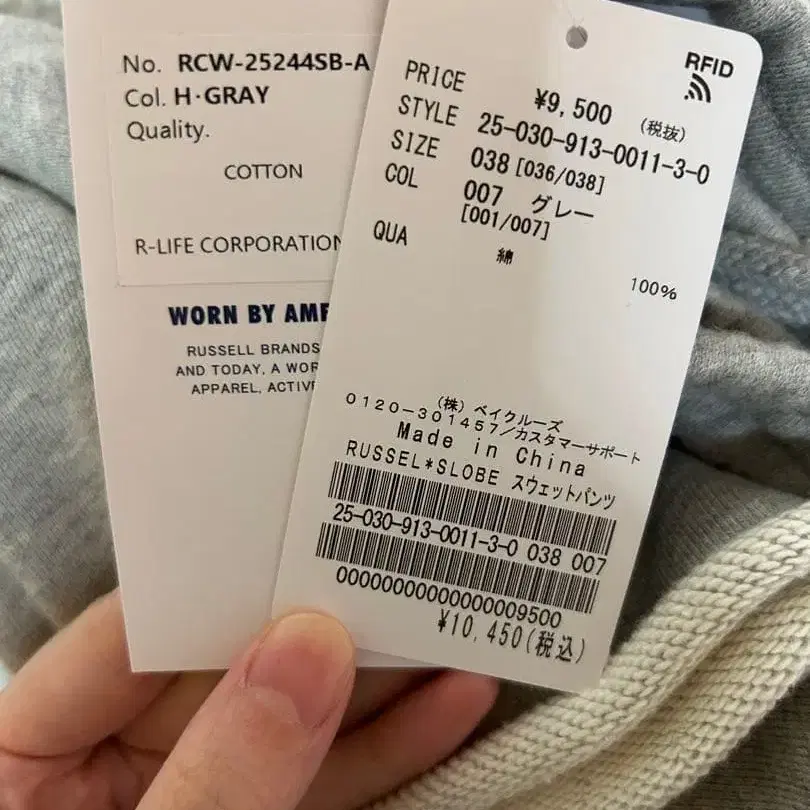 No. RCW-25244SB-A
Col. H·GRAY
Quality.
COTTON
R-LIFE CORPORATION
WORN BY AME
RUSSELL BRANDS
AND TODAY, A WOR
APPAREL, ACTIV
RFID
PRICE ¥9,500 (税抜)
STYLE 25-030-913-0011-3-0
SIZE 038 [036/038]
COL 007 グレー
[001/007]
QUA 綿 100%
(株) ベイクルーズ
0120-301457/カスタマーサポート
Made in China
RUSSEL*SLOBE スウェットパンツ
25-030-913-0011-3-0 038 007
00000000000000009500
¥10,450(税込)